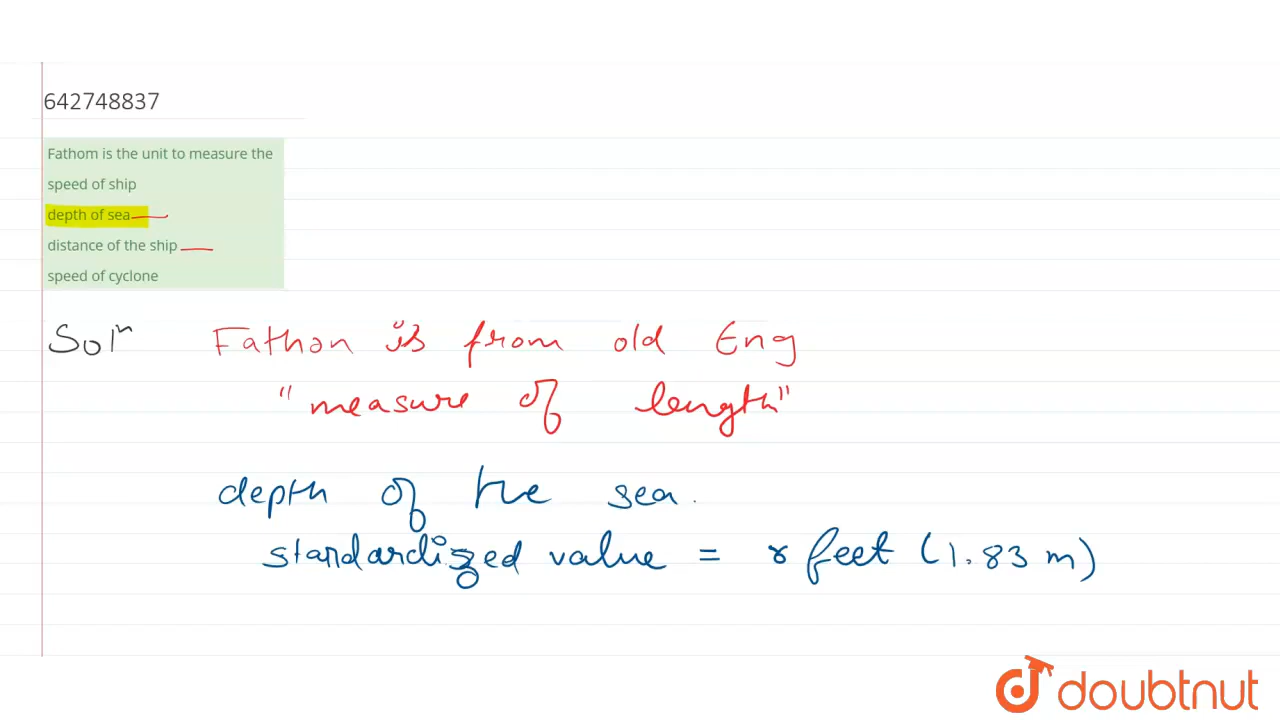 642748837
Fathom is the unit to measure the
speed of ship
depth of sea
distance of the ship
speed of cyclone
Solⁿ Fathon is from old Eng
"measure of length"
depth of the sea.
standardized value = 8 feet (1.83 m)
doubtnut